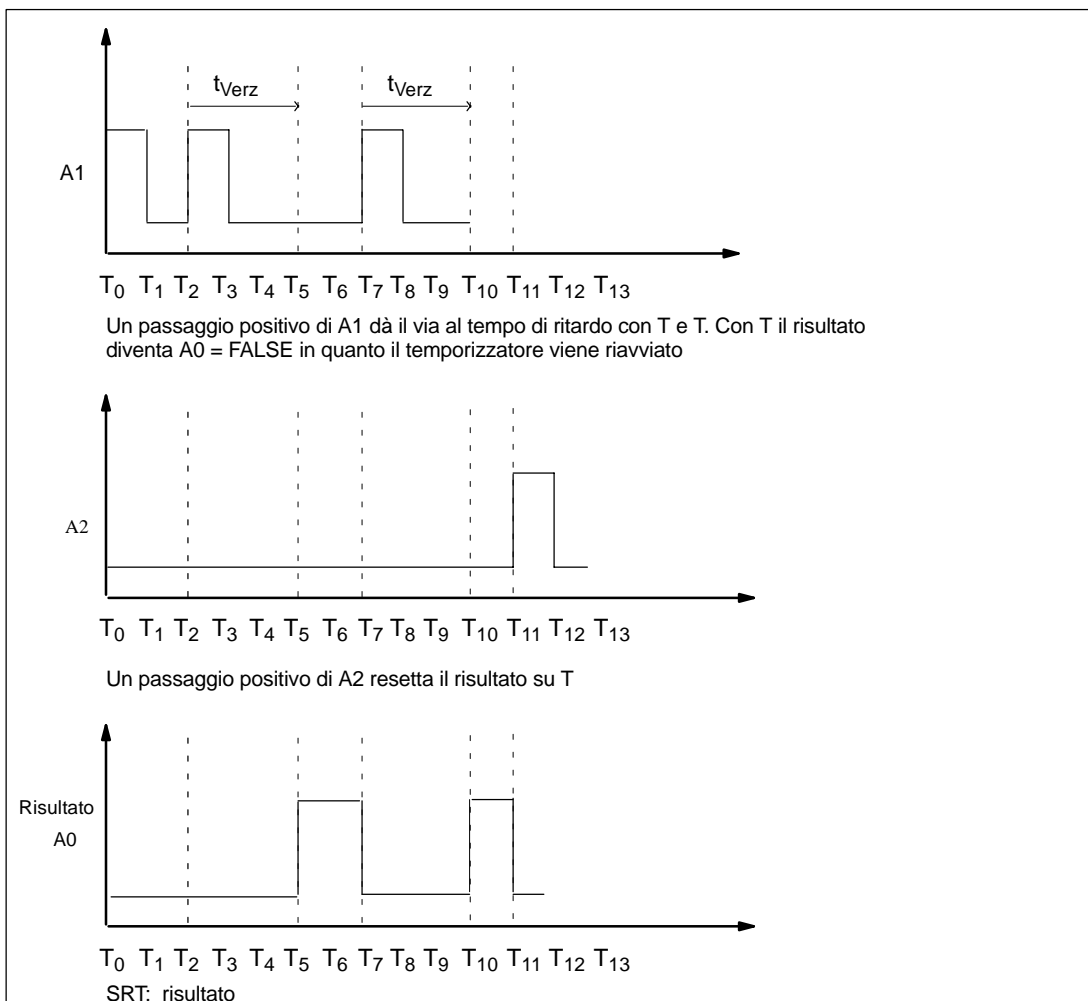 tVerz tVerz
A1
T0 T1 T2 T3 T4 T5 T6 T7 T8 T9 T10 T11 T12 T13
Un passaggio positivo di A1 dà il via al tempo di ritardo con T e T. Con T il risultato
diventa A0 = FALSE in quanto il temporizzatore viene riavviato
A2
T0 T1 T2 T3 T4 T5 T6 T7 T8 T9 T10 T11 T12 T13
Un passaggio positivo di A2 resetta il risultato su T
Risultato
A0
T0 T1 T2 T3 T4 T5 T6 T7 T8 T9 T10 T11 T12 T13
SRT: risultato